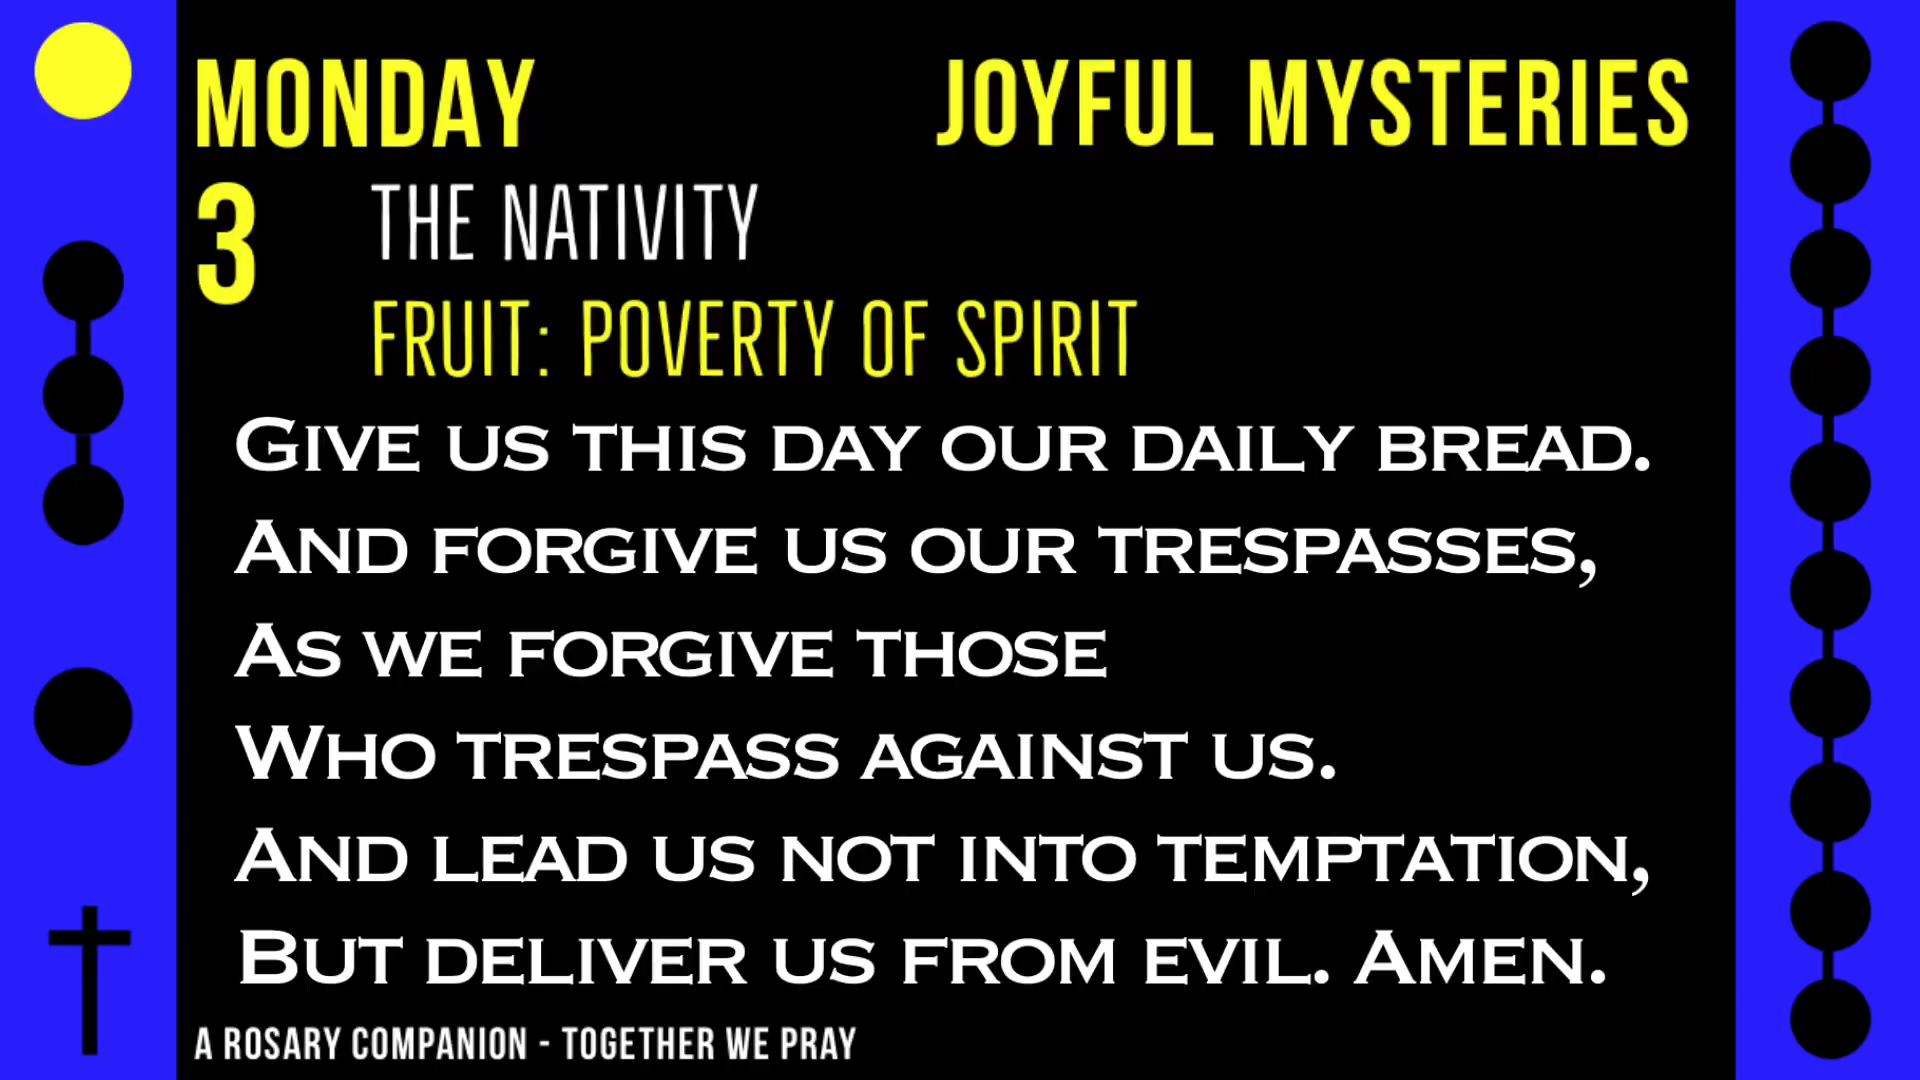 MONDAY JOYFUL MYSTERIES
3 THE NATIVITY
FRUIT: POVERTY OF SPIRIT
GIVE US THIS DAY OUR DAILY BREAD.
AND FORGIVE US OUR TRESPASSES,
AS WE FORGIVE THOSE
WHO TRESPASS AGAINST US.
AND LEAD US NOT INTO TEMPTATION,
BUT DELIVER US FROM EVIL. AMEN.
A ROSARY COMPANION - TOGETHER WE PRAY